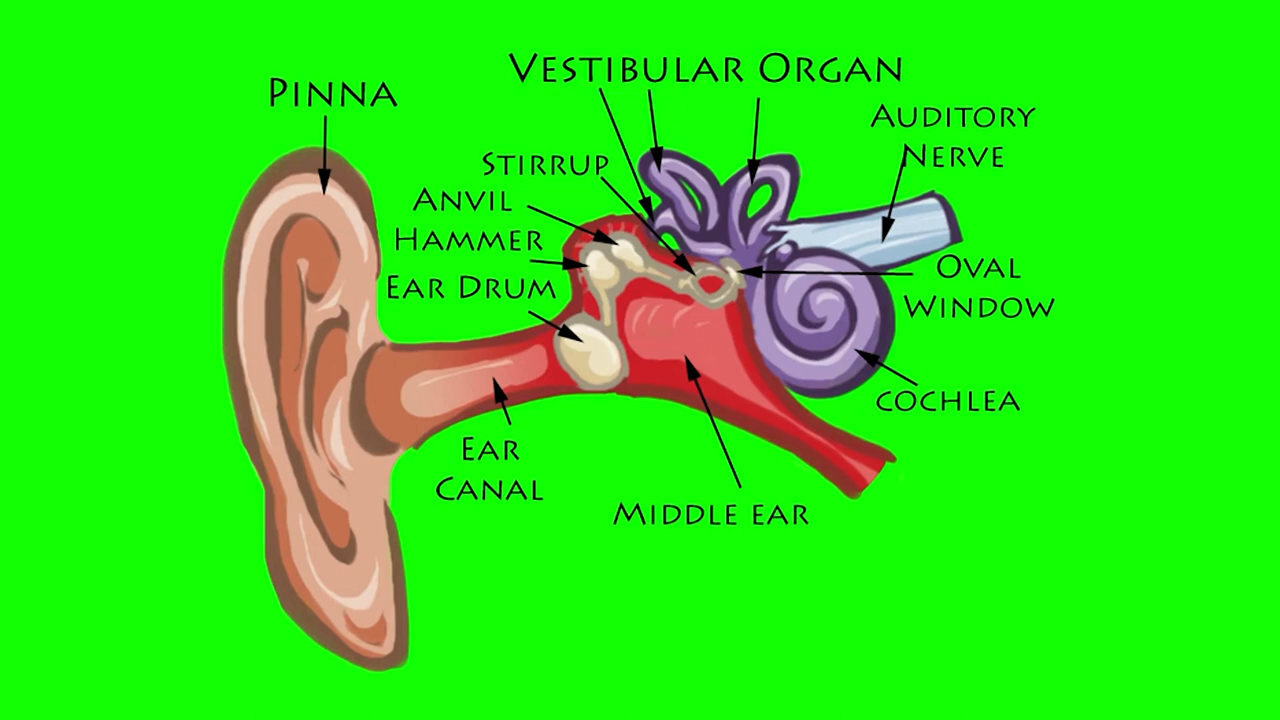 VESTIBULAR ORGAN
PINNA
AUDITORY
NERVE
STIRRUP
ANVIL
HAMMER
EAR DRUM
OVAL
WINDOW
COCHLEA
EAR
CANAL
MIDDLE EAR